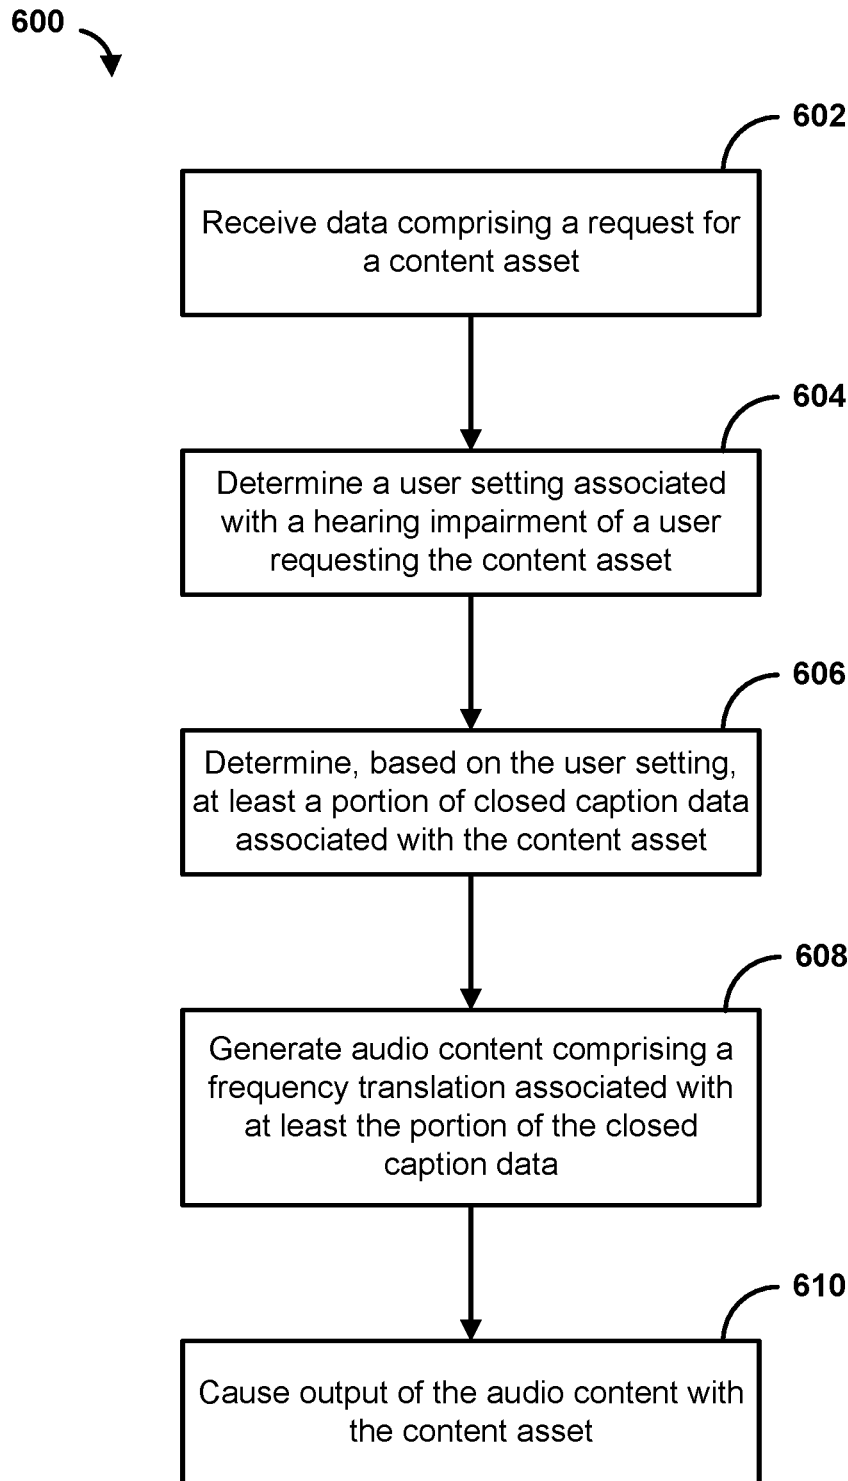 600
602
Receive data comprising a request for
a content asset
604
Determine a user setting associated
with a hearing impairment of a user
requesting the content asset
606
Determine, based on the user setting,
at least a portion of closed caption data
associated with the content asset
608
Generate audio content comprising a
frequency translation associated with
at least the portion of the closed
caption data
610
Cause output of the audio content with
the content asset